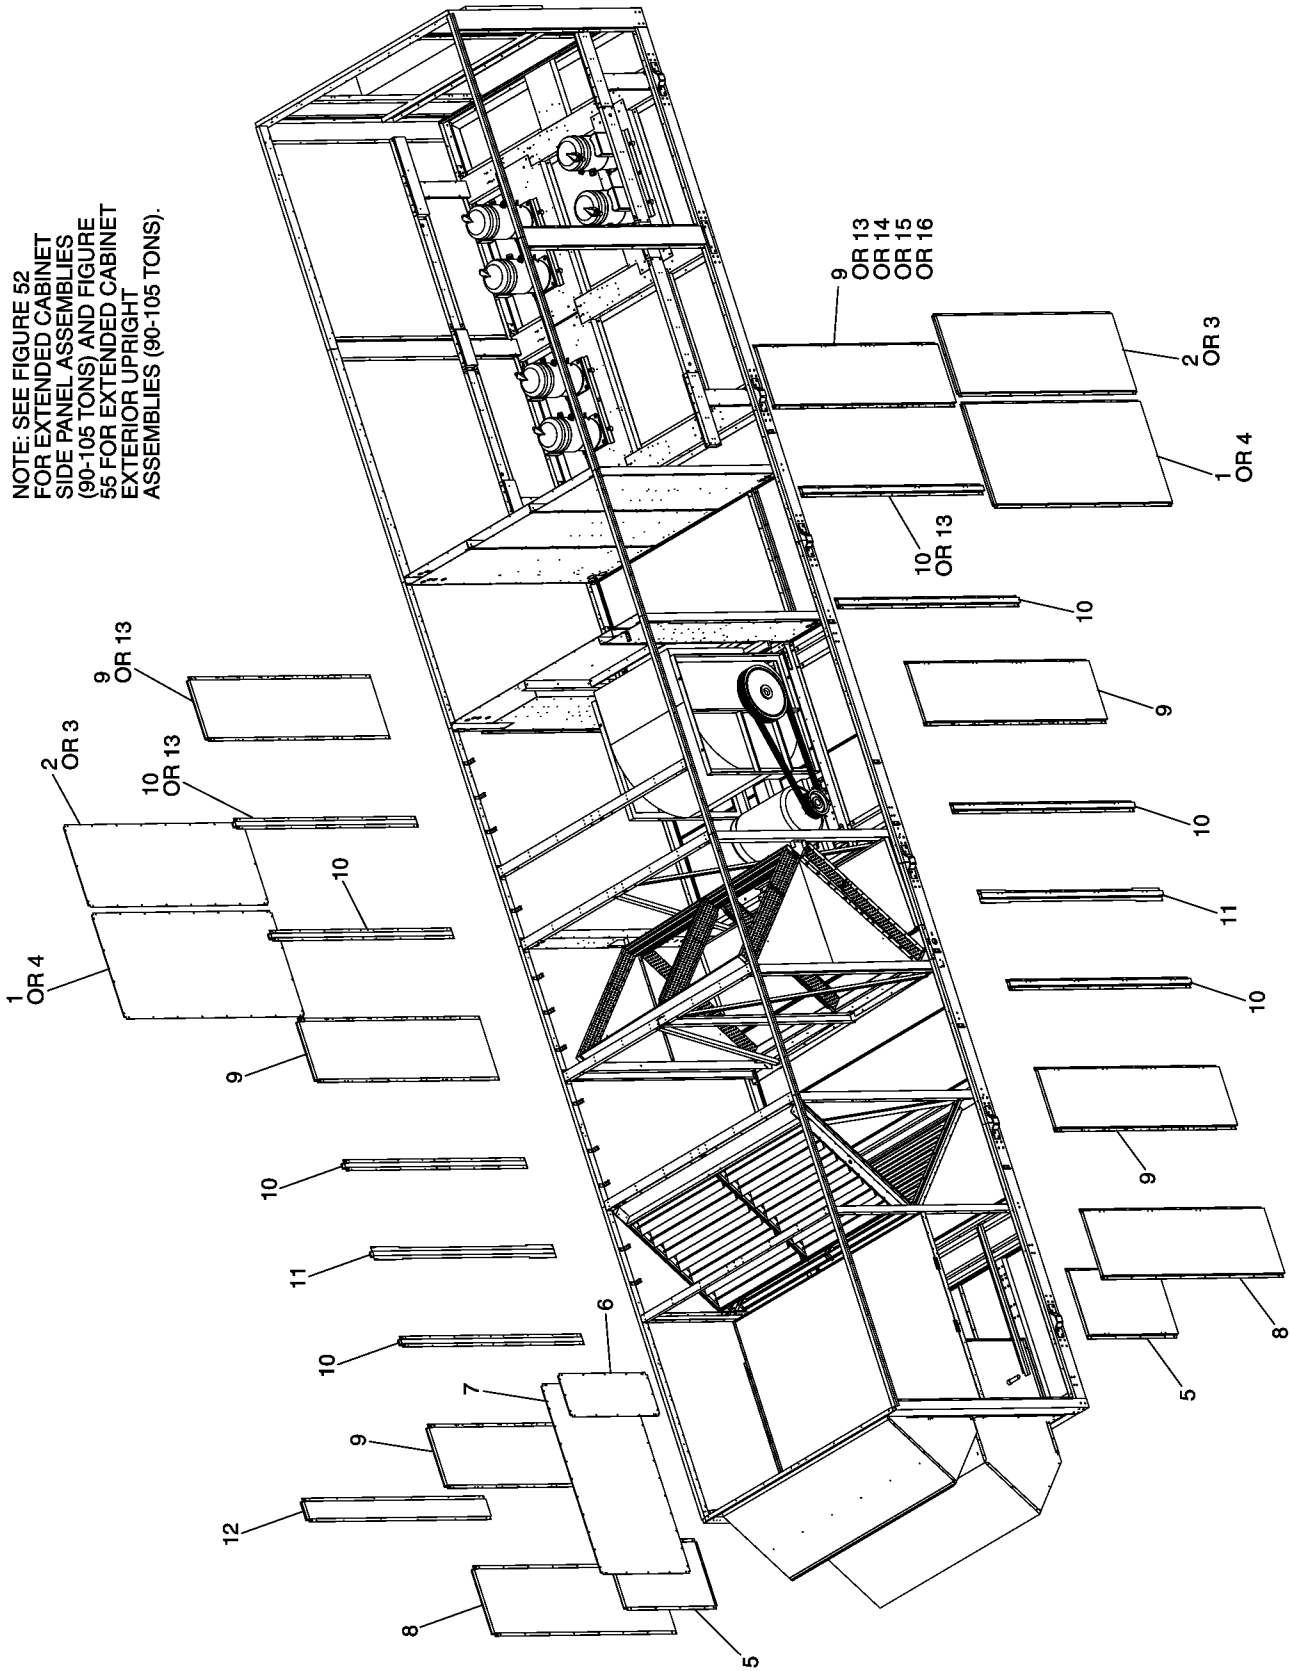 NOTE: SEE FIGURE 52
FOR EXTENDED CABINET
SIDE PANEL ASSEMBLIES
(90-105 TONS) AND FIGURE
55 FOR EXTENDED CABINET
EXTERIOR UPRIGHT
ASSEMBLIES (90-105 TONS).
8
5
12
9
7
6
10
11
10
9
1
OR 4
10
2
OR 3
10
OR 13
9
OR 13
5
8
9
10
11
10
9
10
10
OR 13
1
OR 4
2
OR 3
9
OR 13
OR 14
OR 15
OR 16